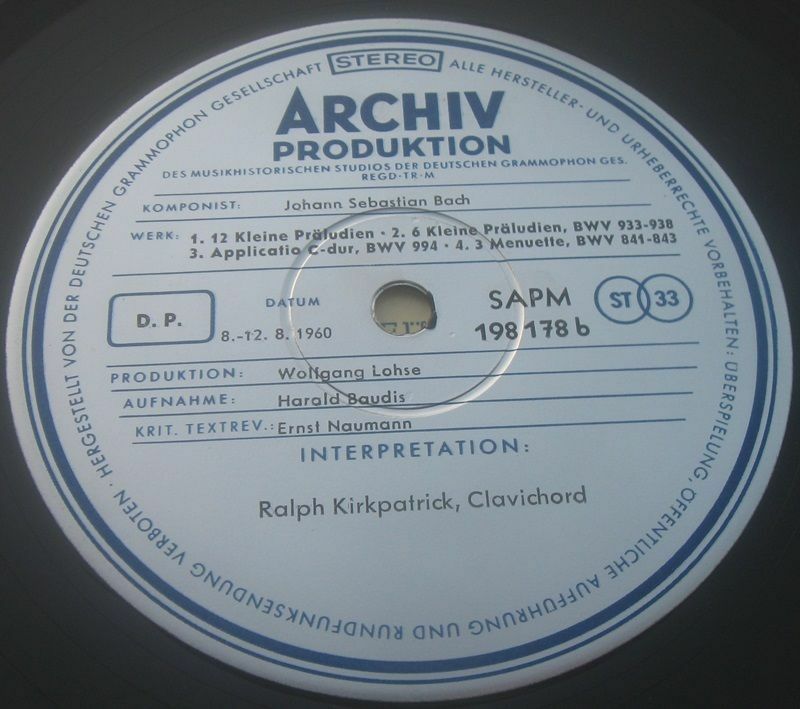 HERGESTELLT VON DER DEUTSCHEN GRAMMOPHON GESELLSCHAFT STEREO ALLE HERSTELLER- UND URHEBERRECHTE VORBEHALTEN: ÜBERSPIELUNG, ÖFFENTLICHE AUFFÜHRUNG UND RUNDFUNKSENDUNG VERBOTEN ·
ARCHIV
PRODUKTION
DES MUSIKHISTORISCHEN STUDIOS DER DEUTSCHEN GRAMMOPHON GES.
REGD·TR·M
KOMPONIST: Johann Sebastian Bach
WERK: 1. 12 Kleine Präludien · 2. 6 Kleine Präludien, BWV 933-938
3. Applicatio C-dur, BWV 994 · 4. 3 Menuette, BWV 841-843
D. P.
DATUM
8.-12. 8. 1960
SAPM
198 178 b
ST 33
PRODUKTION: Wolfgang Lohse
AUFNAHME: Harald Baudis
KRIT. TEXTREV.: Ernst Naumann
INTERPRETATION:
Ralph Kirkpatrick, Clavichord